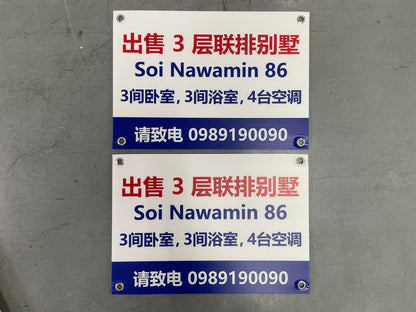 出售 3 层联排别墅
Soi Nawamin 86
3间卧室，3间浴室，4台空调
请致电 0989190090
出售 3 层联排别墅
Soi Nawamin 86
3间卧室，3间浴室，4台空调
请致电 0989190090